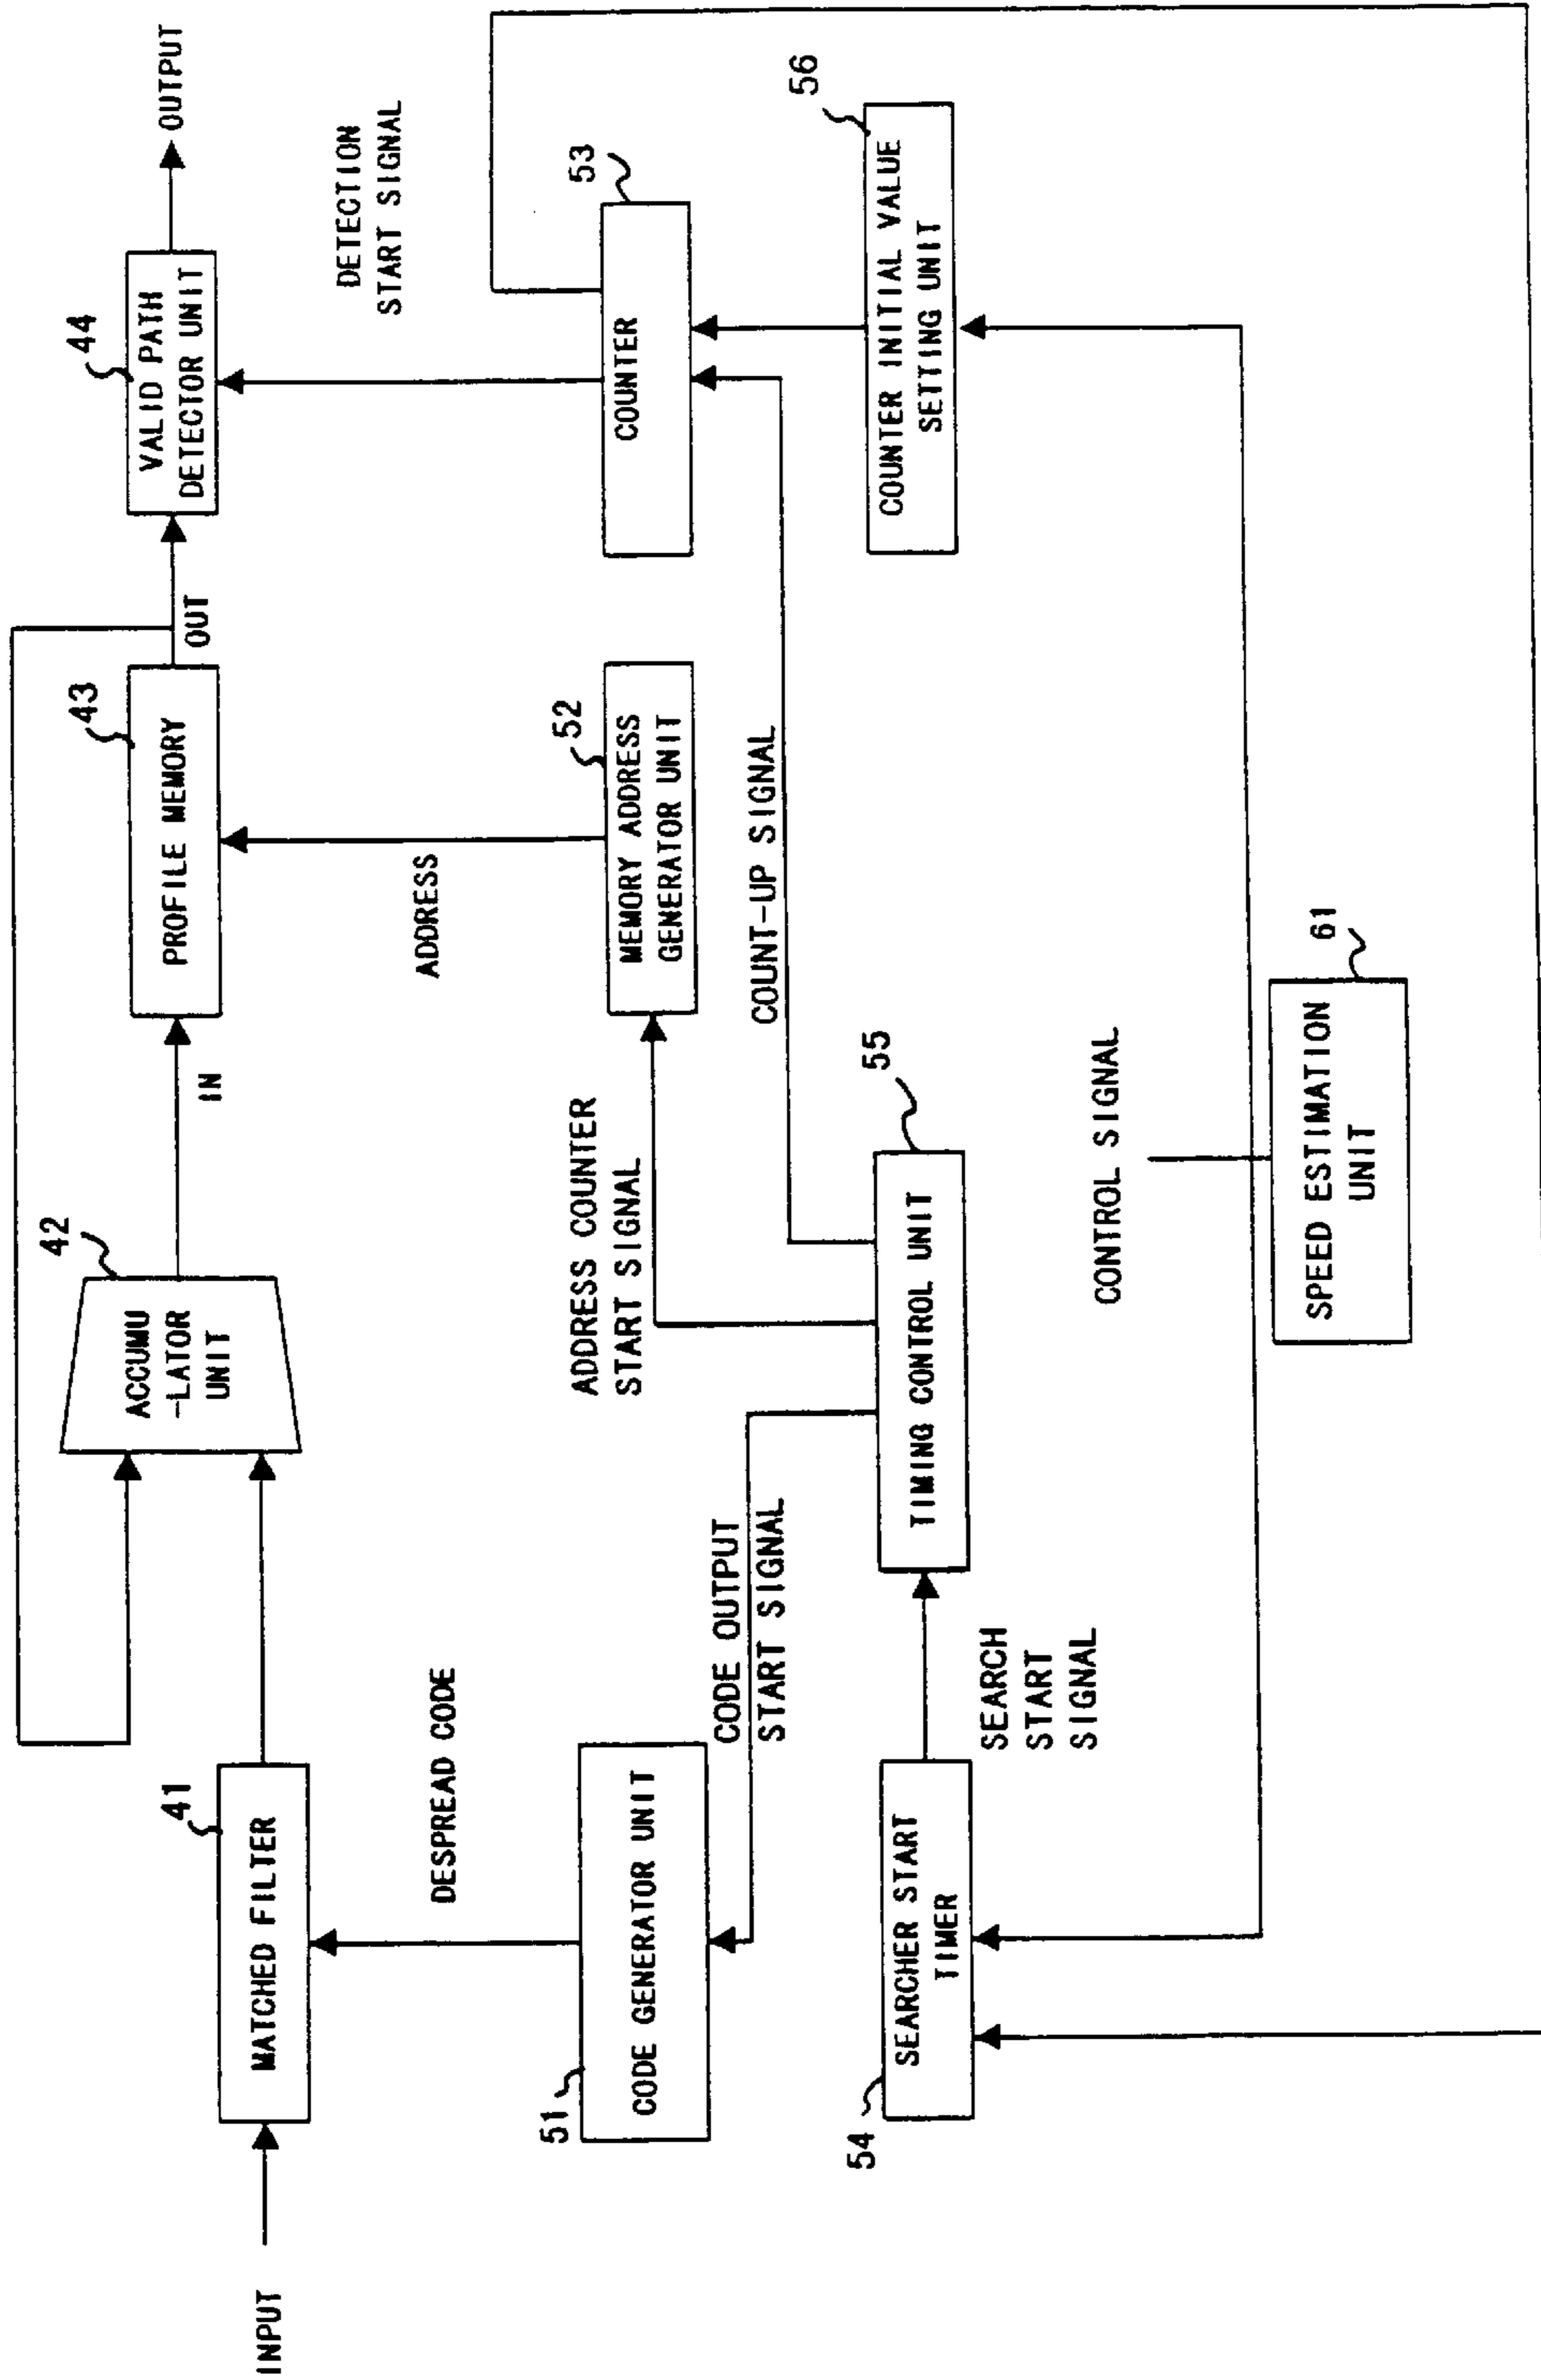 INPUT
41
MATCHED FILTER
42
ACCUMU
-LATOR
UNIT
IN
43
PROFILE MEMORY
OUT
44
VALID PATH
DETECTOR UNIT
OUTPUT
DESPREAD CODE
ADDRESS
DETECTION
START SIGNAL
51
CODE GENERATOR UNIT
ADDRESS COUNTER
START SIGNAL
52
MEMORY ADDRESS
GENERATOR UNIT
53
COUNTER
CODE OUTPUT
START SIGNAL
COUNT-UP SIGNAL
54
SEARCHER START
TIMER
SEARCH
START
SIGNAL
55
TIMING CONTROL UNIT
56
COUNTER INITIAL VALUE
SETTING UNIT
CONTROL SIGNAL
61
SPEED ESTIMATION
UNIT